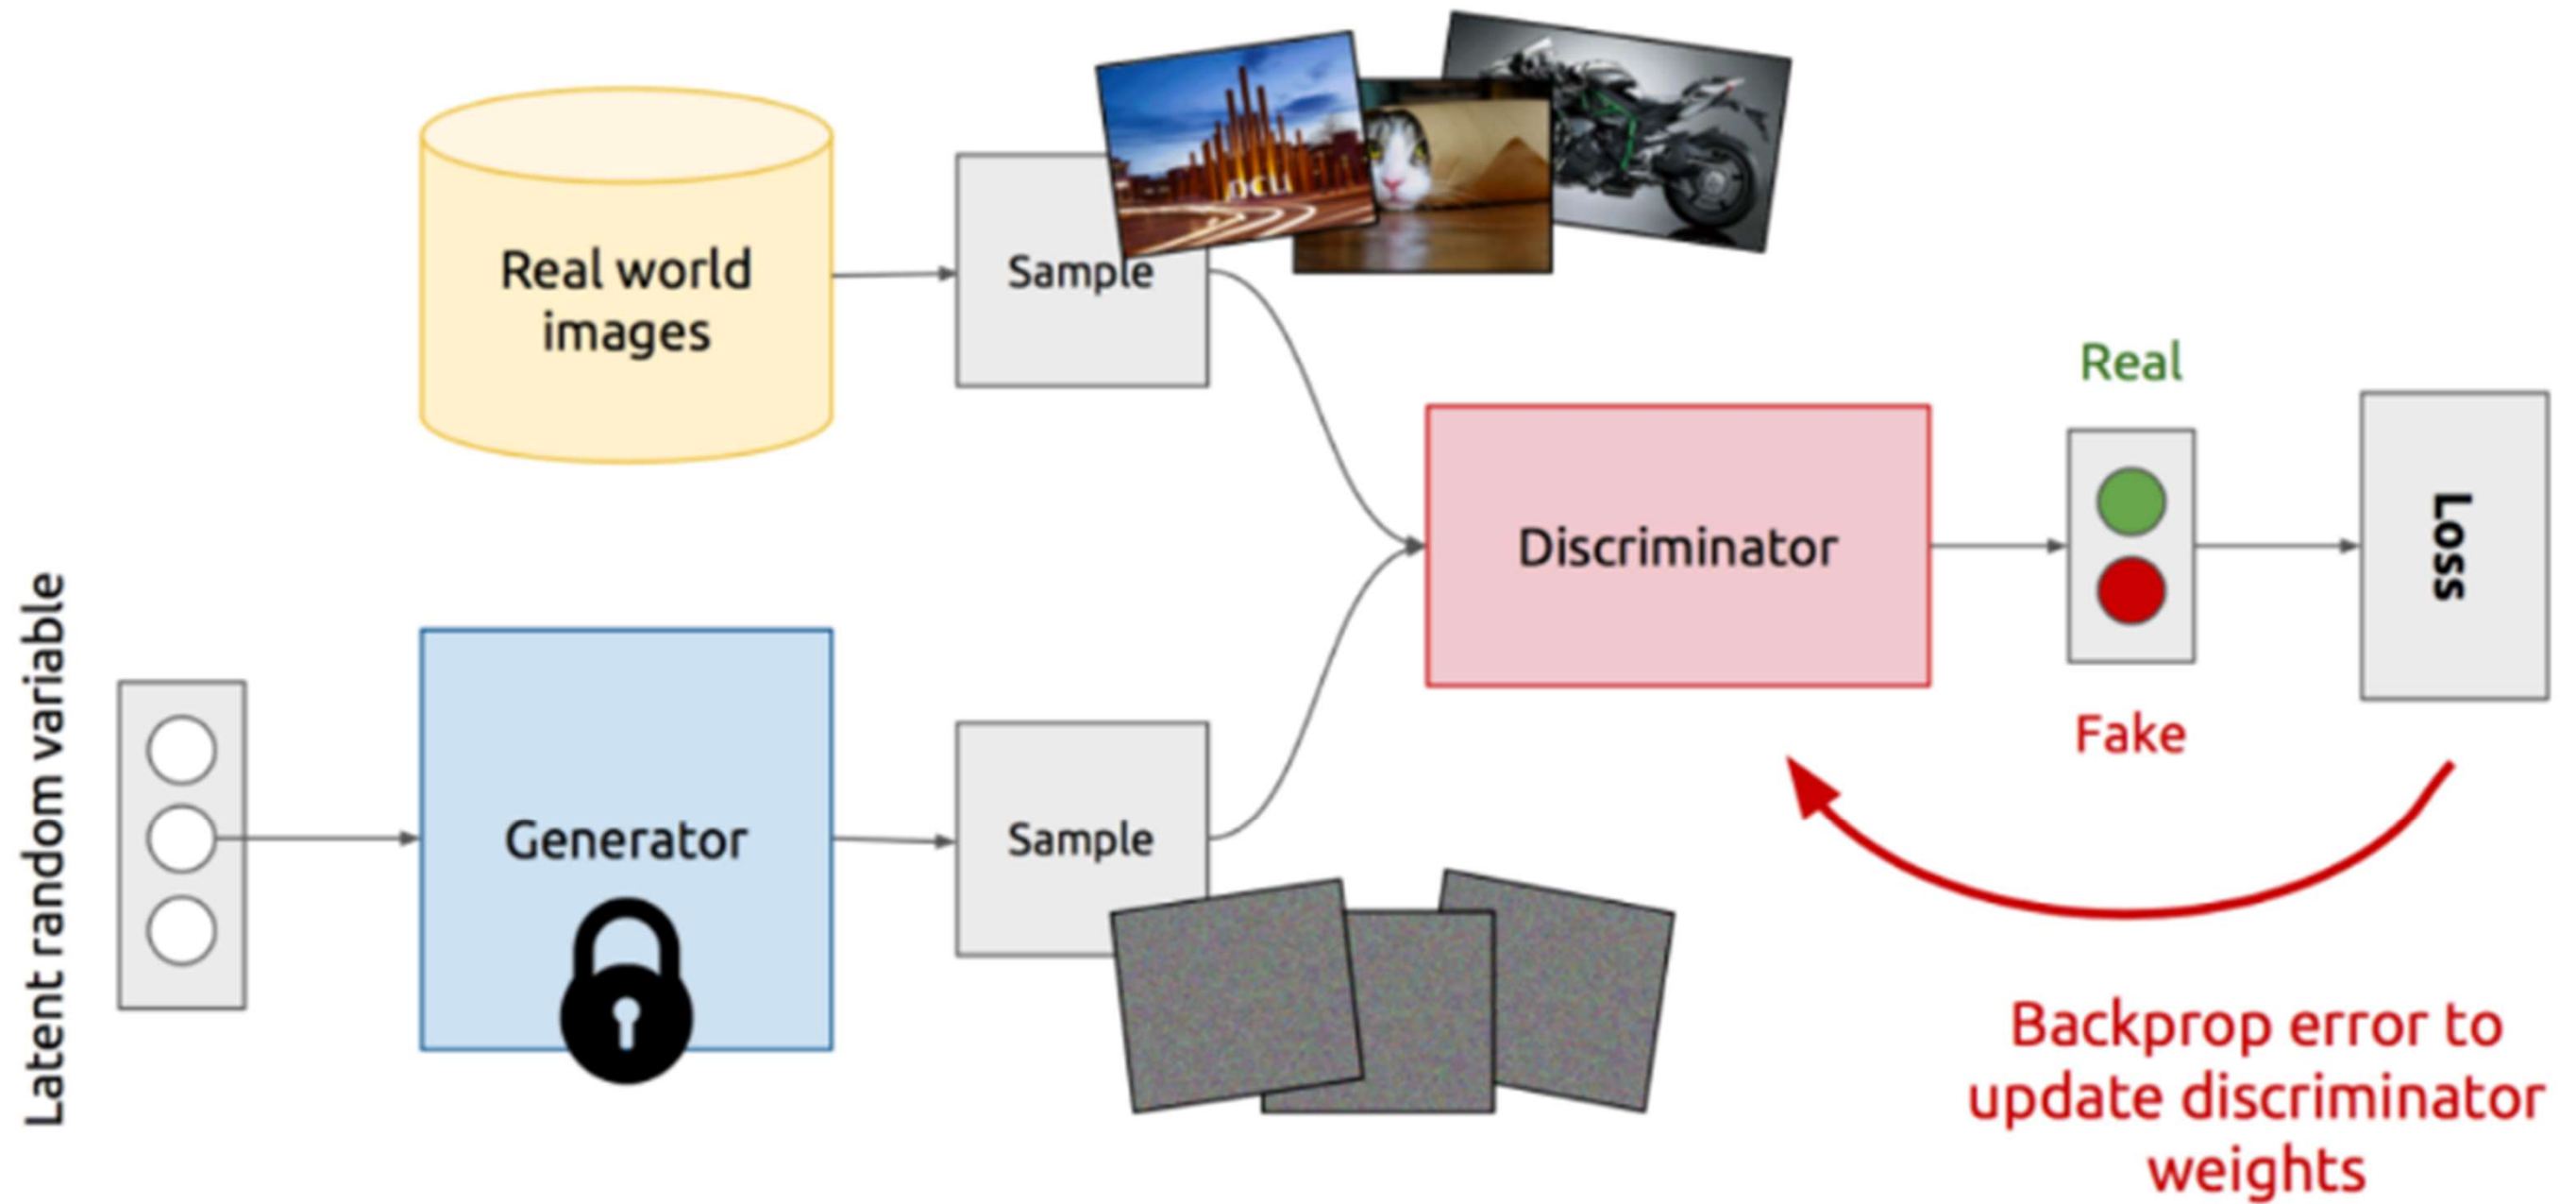 Real world
images
Sample
DCU
Real
Discriminator
Loss
Fake
Latent random variable
Generator
Sample
Backprop error to
update discriminator
weights